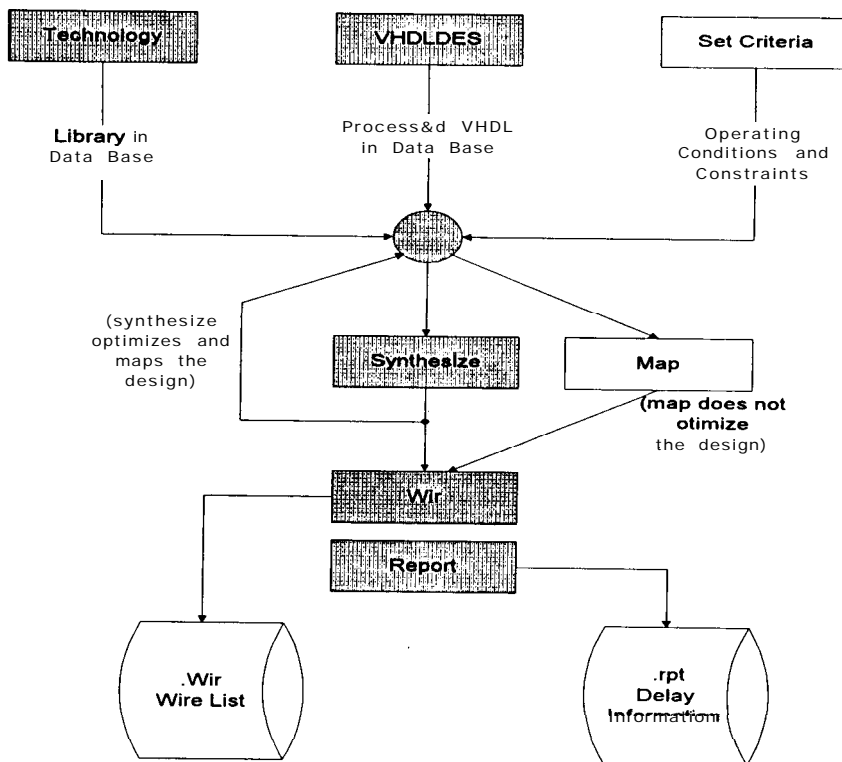 Technology
VHDLDES
Set Criteria
Library in
Data Base
Process&d VHDL
in Data Base
Operating
Conditions and
Constraints
(synthesize
optimizes and
maps the
design)
Synthesize
Map
(map does not
otimize
the design)
Wir
Report
.Wir
Wire List
.rpt
Delay
Information